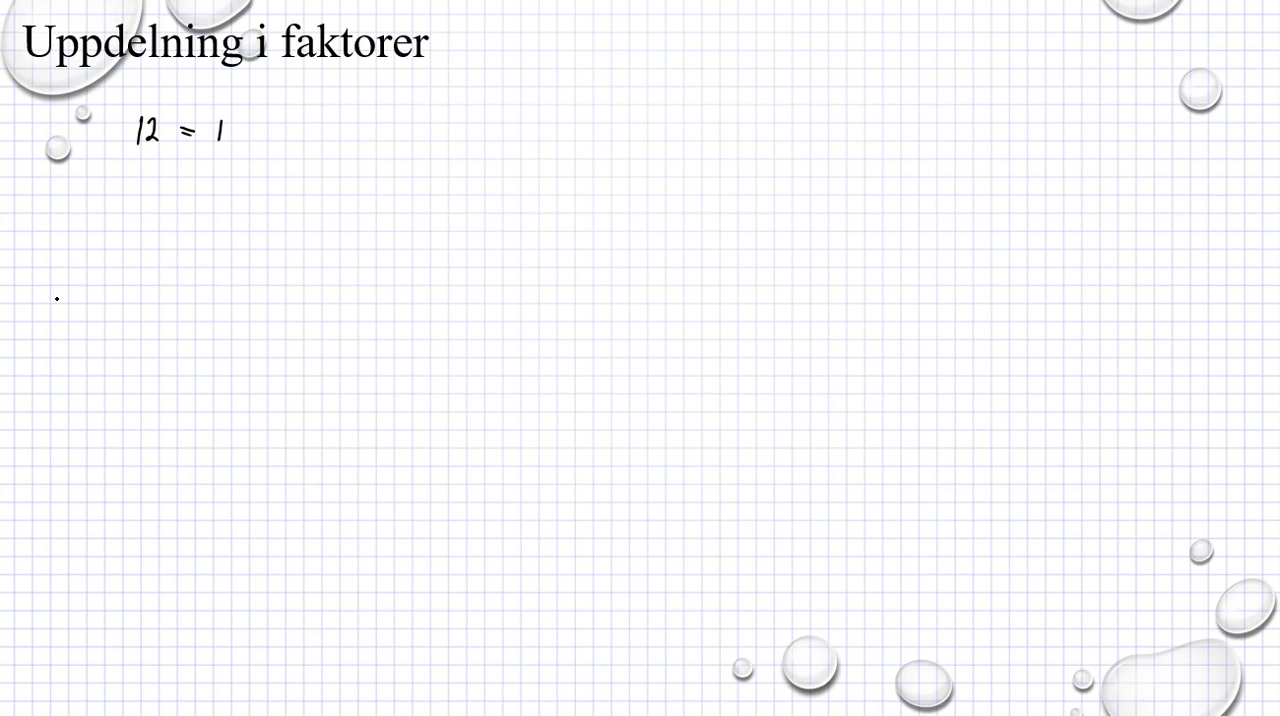 Uppdelning i faktorer
12 = 1